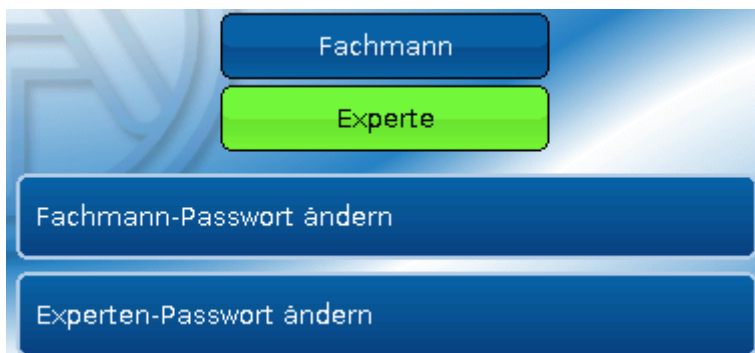 Fachmann
Experte
Fachmann-Passwort ändern
Experten-Passwort ändern